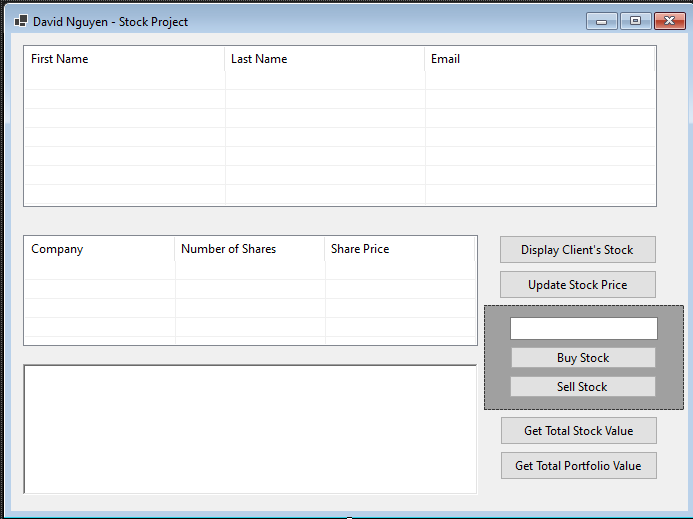 David Nguyen - Stock Project
First Name Last Name Email
Company Number of Shares Share Price
Display Client's Stock
Update Stock Price
Buy Stock
Sell Stock
Get Total Stock Value
Get Total Portfolio Value